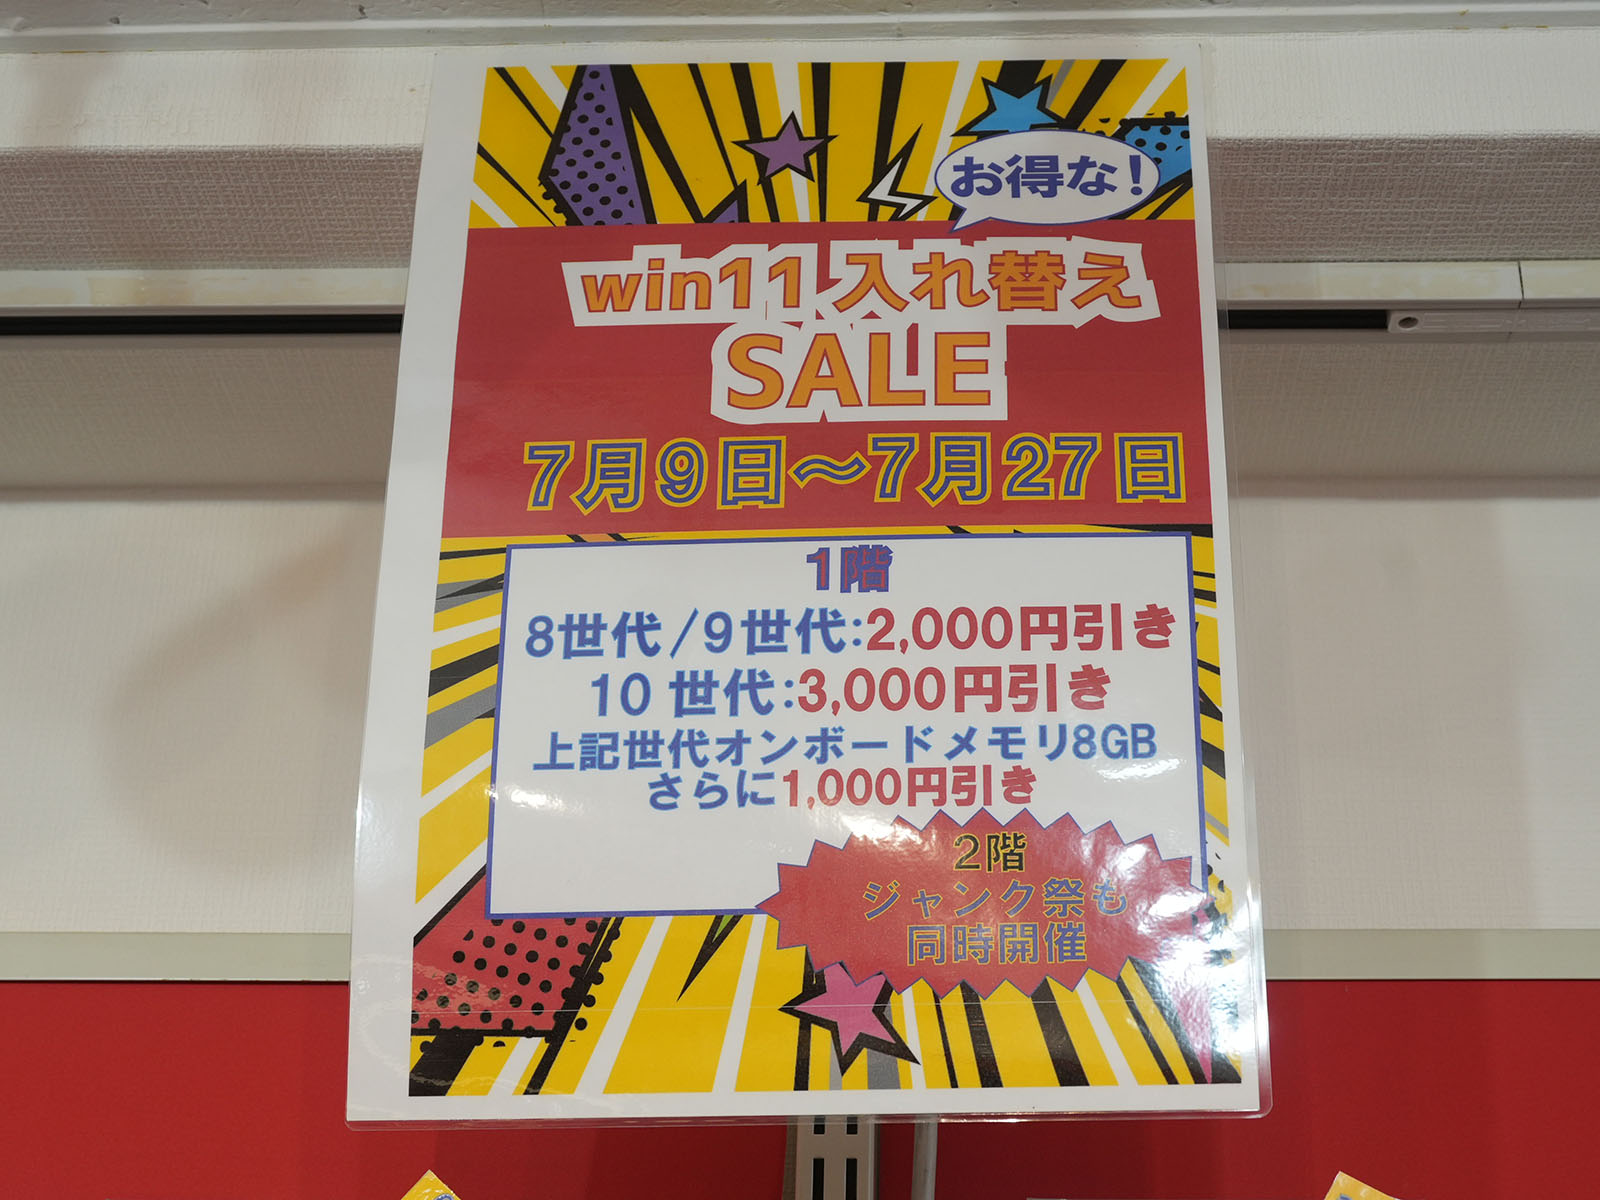 お得な!
win11 入れ替え
SALE
7月9日～7月27日
1階
8世代/9世代:2,000円引き
10世代:3,000円引き
上記世代オンボードメモリ8GB
さらに1,000円引き
2階
ジャンク祭も
同時開催